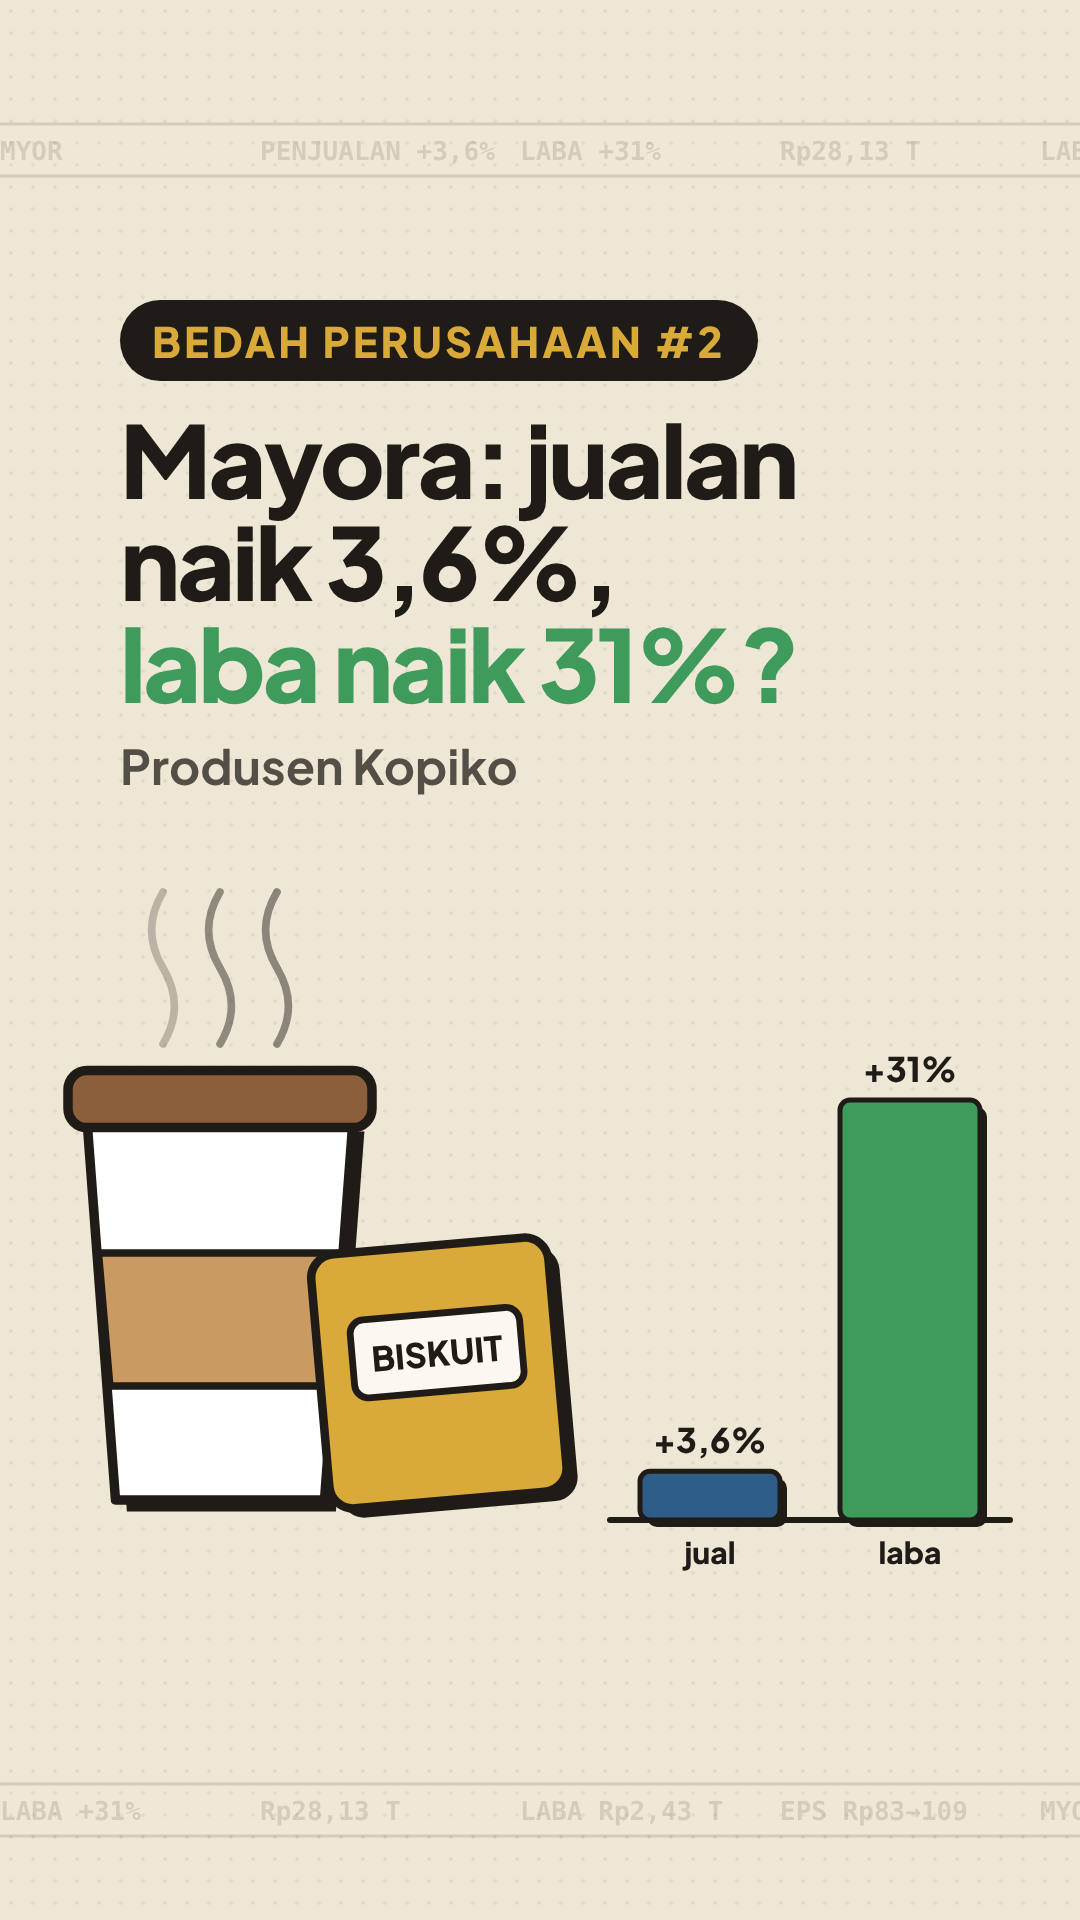 MYOR PENJUALAN +3,6% LABA +31% Rp28,13 T
BEDAH PERUSAHAAN #2
Mayora: jualan
naik 3,6%,
laba naik 31%?
Produsen Kopiko
+31%
BISKUIT
+3,6%
jual laba
LABA +31% Rp28,13 T LABA Rp2,43 T EPS Rp83→109